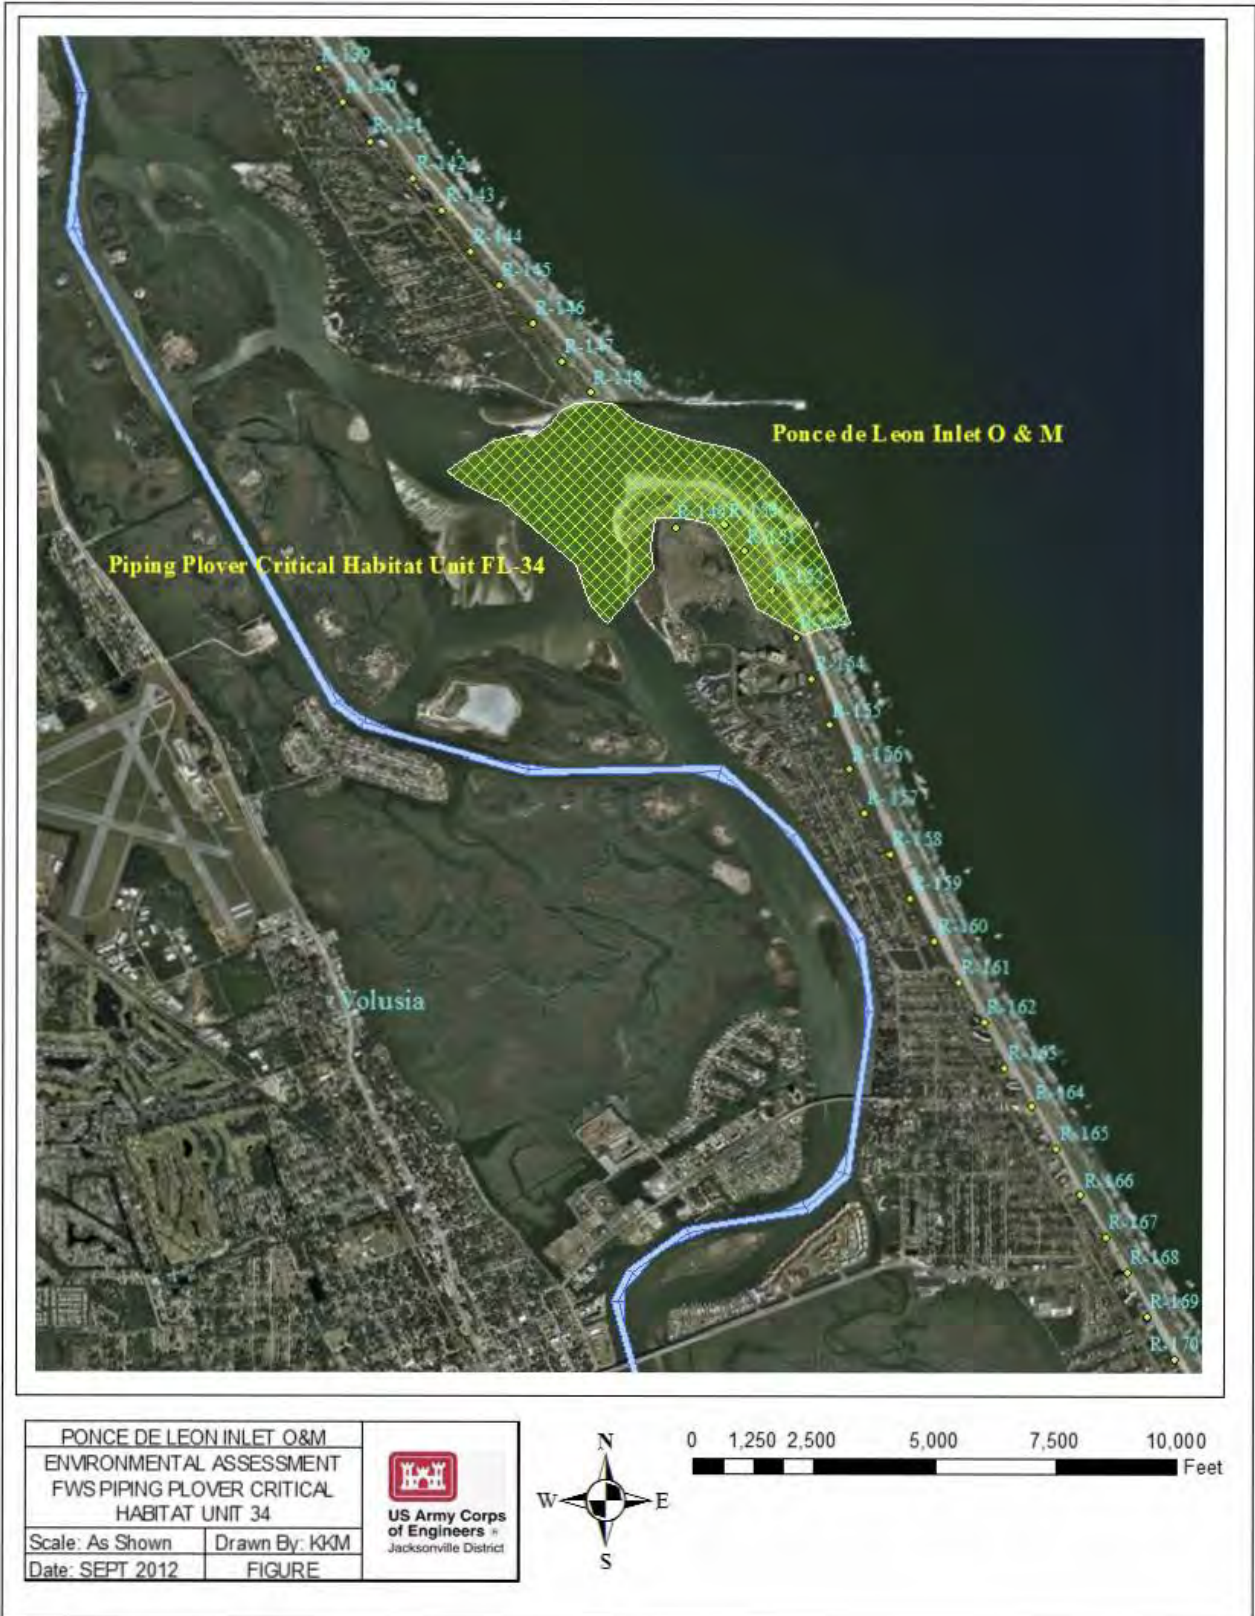 R-139
R-140
R-141
R-142
R-143
R-144
R-145
R-146
R-147
R-148
Ponce de Leon Inlet O & M
R-149
R-150
R-151
R-152
Piping Plover Critical Habitat Unit FL-34
R-154
R-155
R-156
R-157
R-158
R-159
R-160
R-161
R-162
R-163
R-164
R-165
R-166
R-167
R-168
R-169
R-170
Volusia
PONCE DE LEON INLET O&M
ENVIRONMENTAL ASSESSMENT
FWS PIPING PLOVER CRITICAL
HABITAT UNIT 34
Scale: As Shown
Drawn By: KKM
Date: SEPT 2012
FIGURE
US Army Corps
of Engineers ®
Jacksonville District
N
W
E
S
0 1,250 2,500 5,000 7,500 10,000
Feet